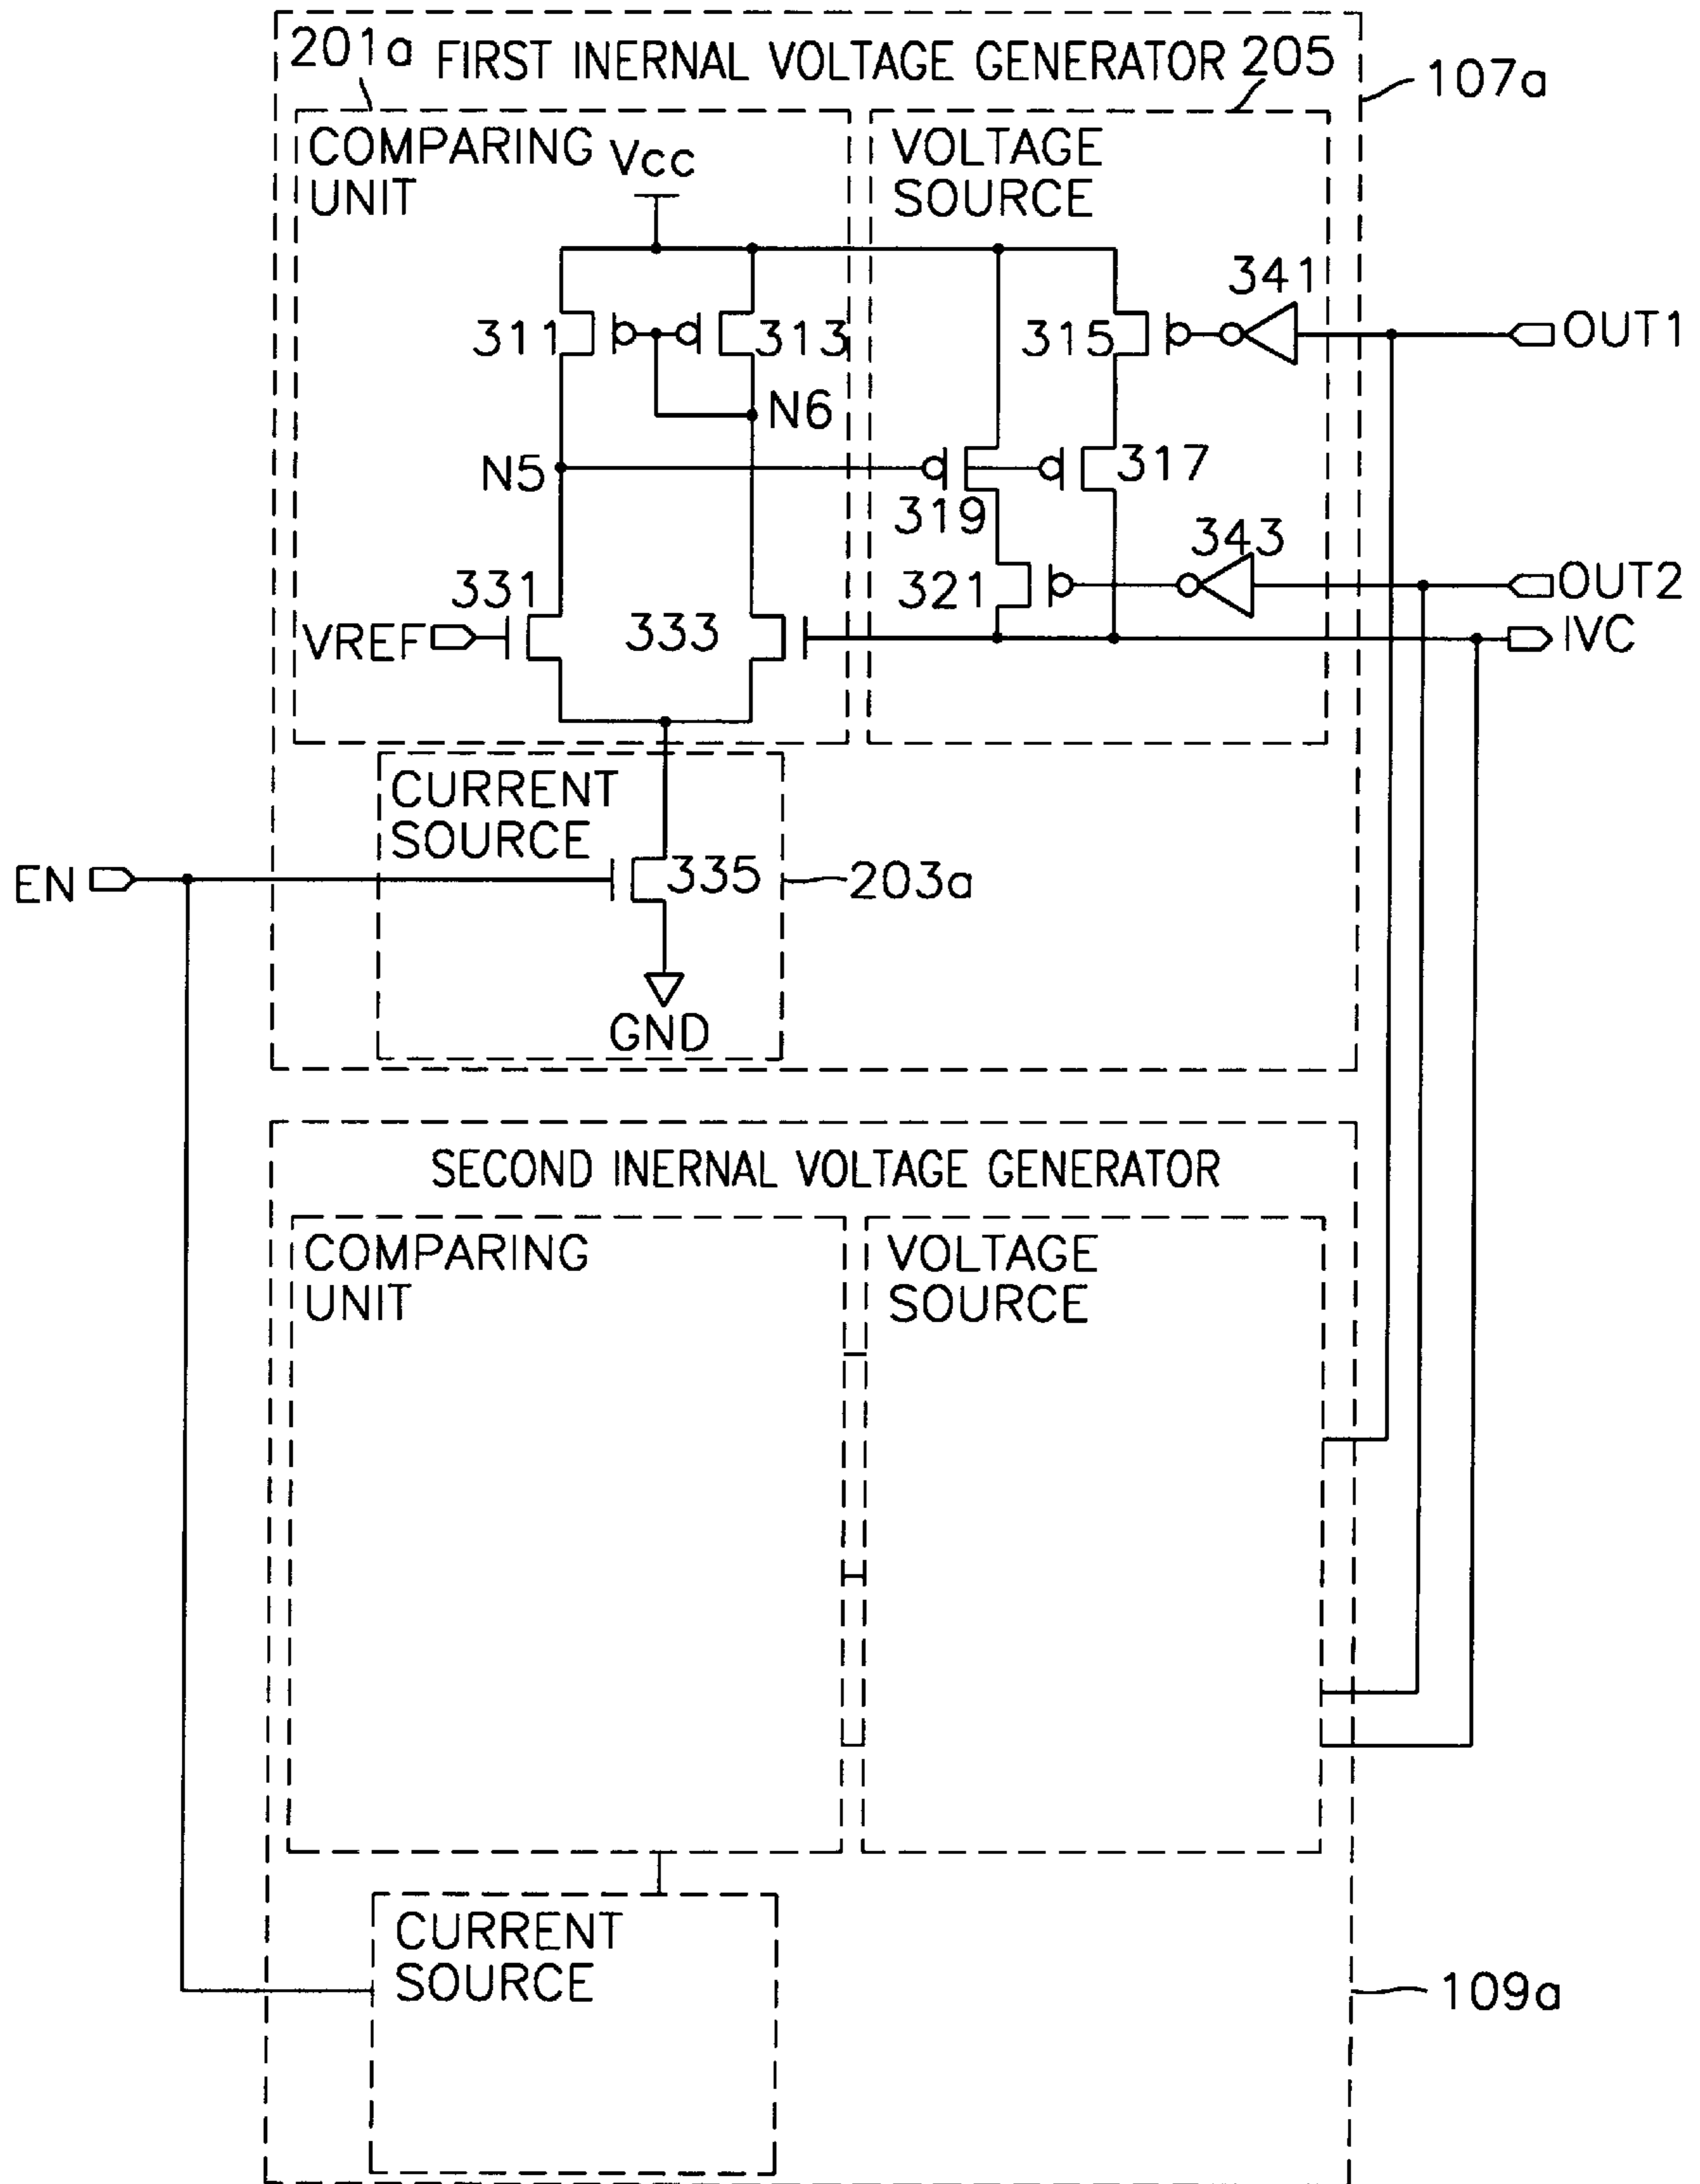 201a FIRST INERNAL VOLTAGE GENERATOR 205
107a
COMPARING
UNIT
Vcc
VOLTAGE
SOURCE
341
311
313
315
OUT1
N6
N5
317
319
343
331
321
OUT2
VREF
333
IVC
CURRENT
SOURCE
EN
335
203a
GND
SECOND INERNAL VOLTAGE GENERATOR
COMPARING
UNIT
VOLTAGE
SOURCE
CURRENT
SOURCE
109a